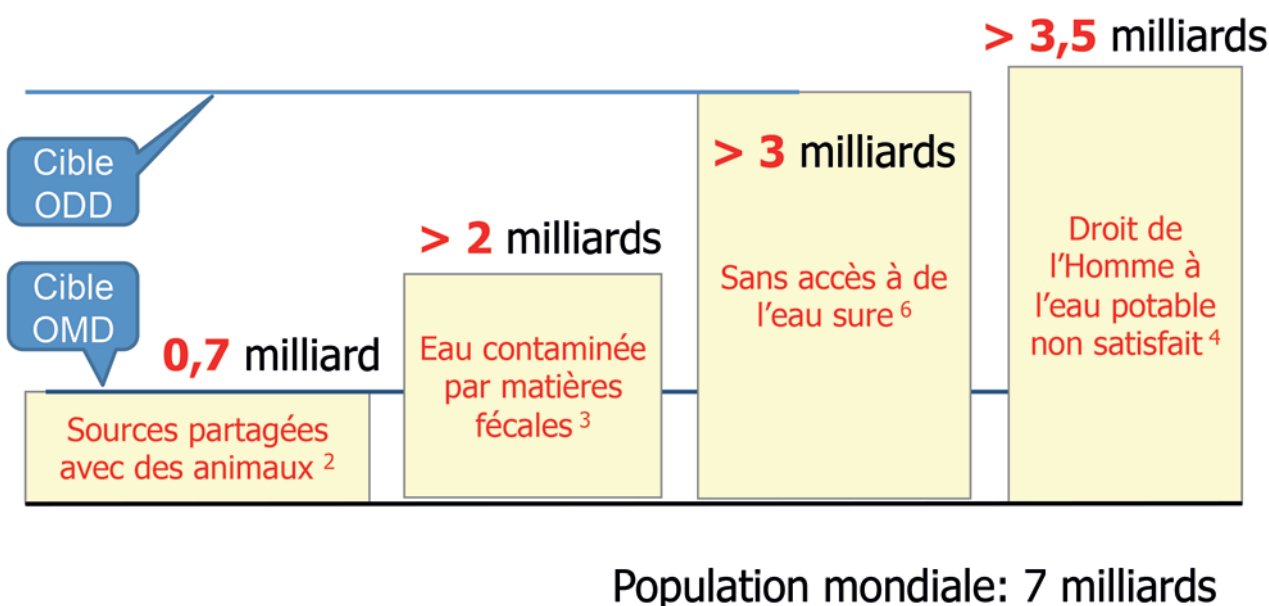 > 3,5 milliards
Cible
ODD
> 3 milliards
> 2 milliards
Droit de
l'Homme à
l'eau potable
non satisfait 4
Sans accès à de
l'eau sure 6
Cible
OMD
0,7 milliard
Eau contaminée
par matières
fécales 3
Sources partagées
avec des animaux 2
Population mondiale: 7 milliards